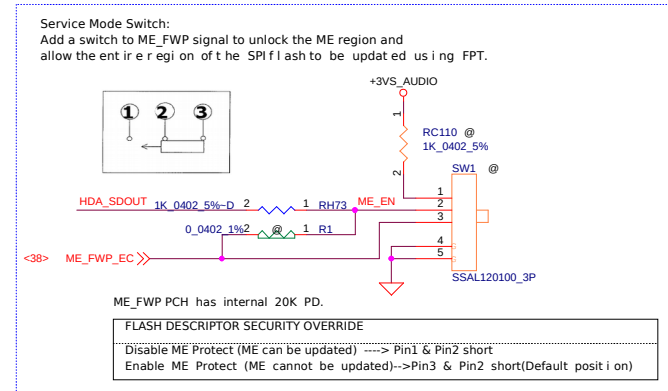 Service Mode Switch:
Add a switch to ME_FWP signal to unlock the ME region and
allow the entire region of the SPI flash to be updated using FPT.
+3VS_AUDIO
1 2 3
1
RC110 @
1K_0402_5%
2
SW1 @
HDA_SDOUT 1K_0402_5%~D 2 1 RH73 ME_EN
1
2
3
0_0402_1% 2 @ 1 R1
4 G
5 G
<38> ME_FWP_EC
SSAL120100_3P
ME_FWP PCH has internal 20K PD.
FLASH DESCRIPTOR SECURITY OVERRIDE
Disable ME Protect (ME can be updated) ----> Pin1 & Pin2 short
Enable ME Protect (ME cannot be updated)-->Pin3 & Pin2 short(Default position)